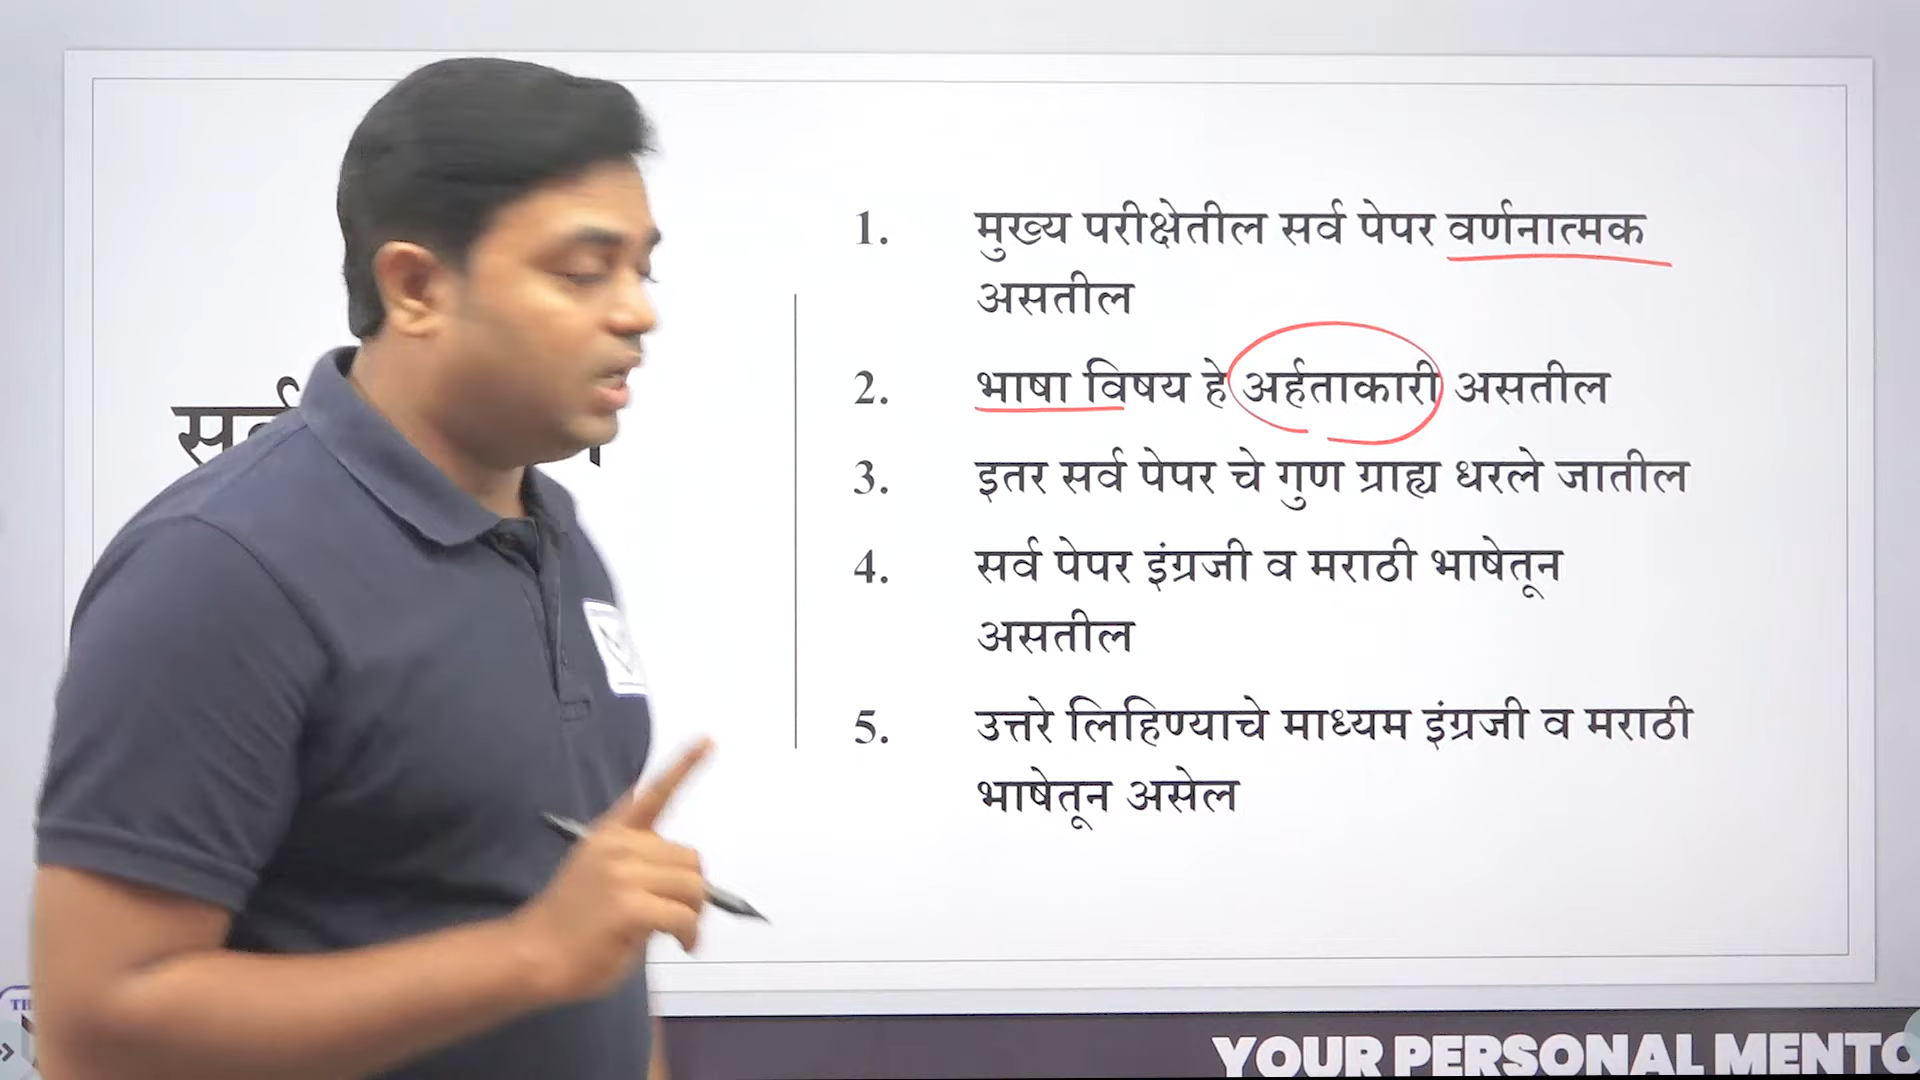 1. मुख्य परीक्षेतील सर्व पेपर वर्णनात्मक
असतील
2. भाषा विषय हे अर्हताकारी असतील
3. इतर सर्व पेपर चे गुण ग्राह्य धरले जातील
4. सर्व पेपर इंग्रजी व मराठी भाषेतून
असतील
5. उत्तरे लिहिण्याचे माध्यम इंग्रजी व मराठी
भाषेतून असेल
YOUR PERSONAL MENTO